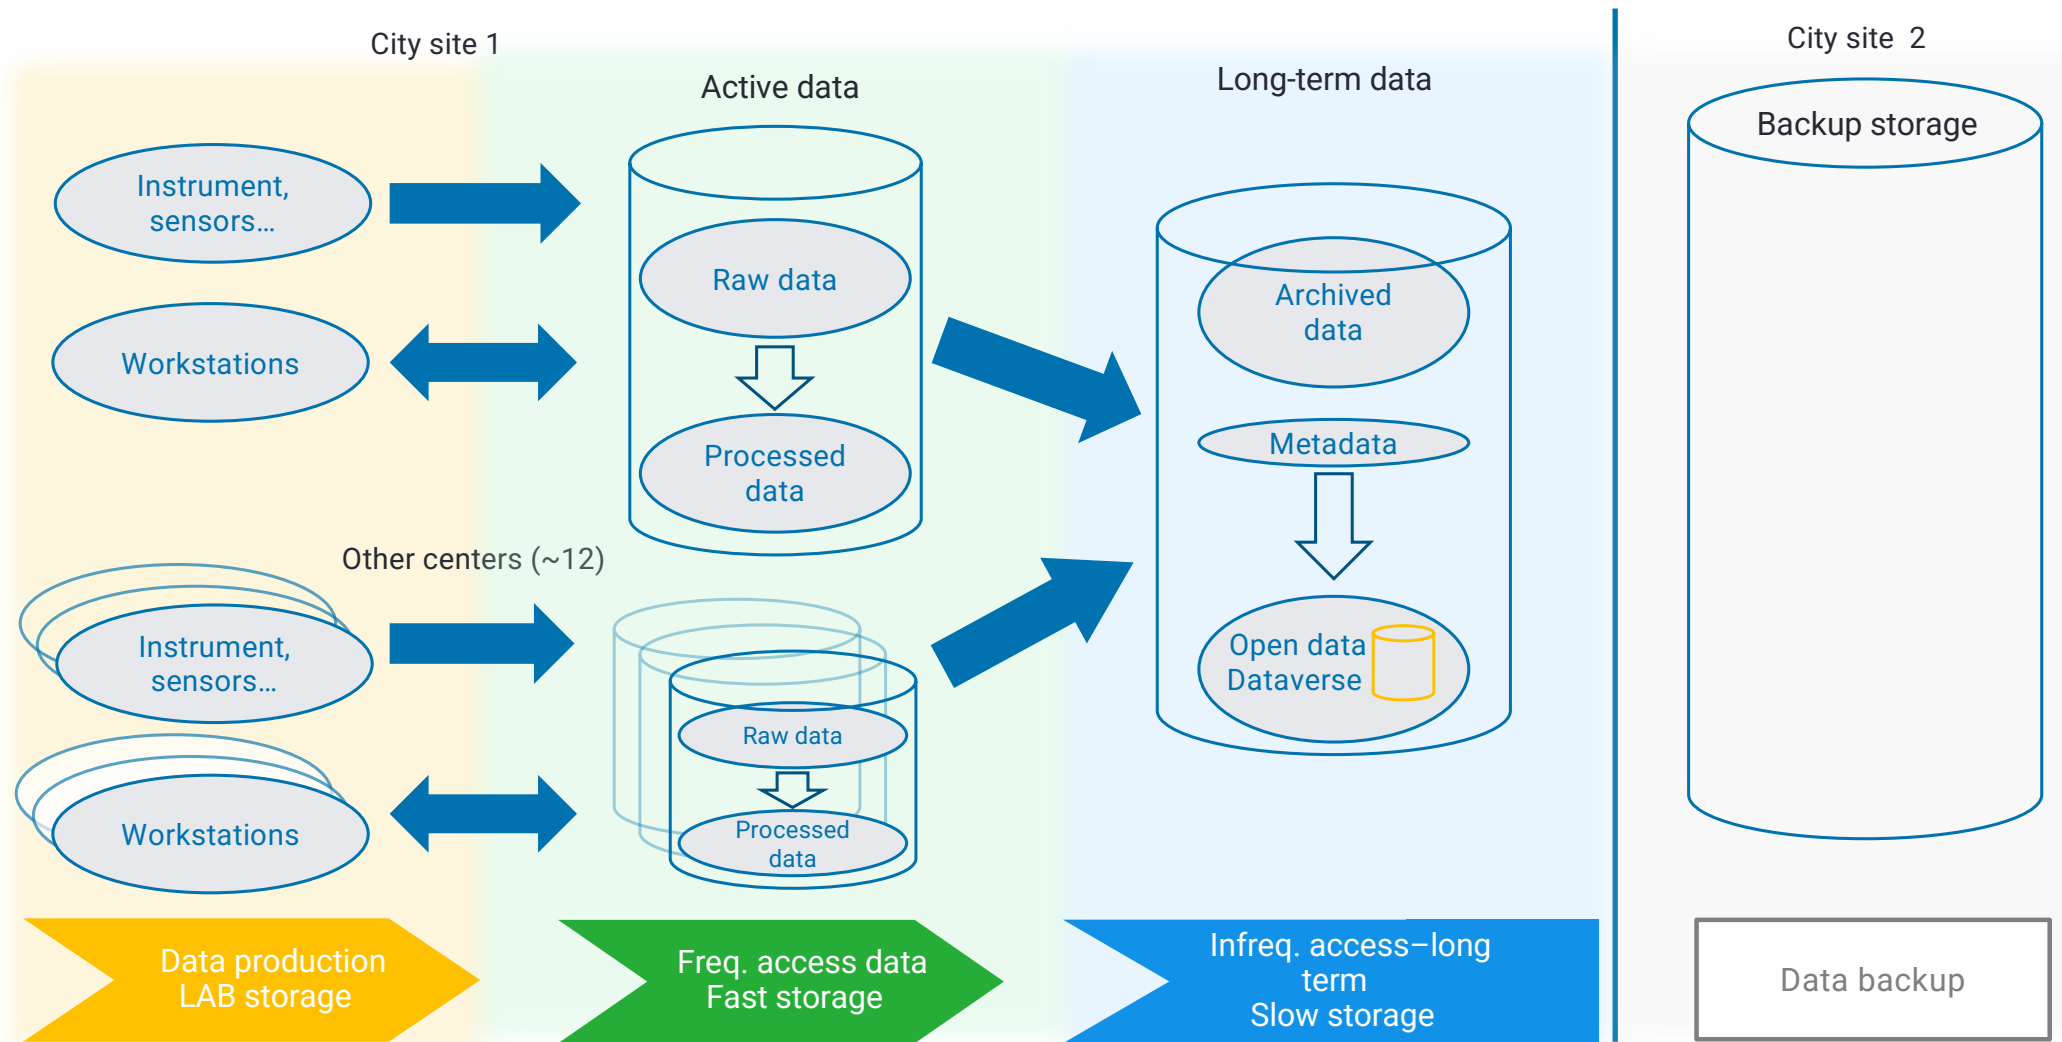 City site 1
City site  2
Active data
Long-term data
Backup storage
Instrument,
sensors...
Raw data
Archived
data
Workstations
Metadata
Processed
data
Other centers (~12)
Instrument,
sensors...
Open data
Dataverse
Raw data
Workstations
Processed
data
Data production
LAB storage
Freq. access data
Fast storage
Infreq. access–long
term
Slow storage
Data backup